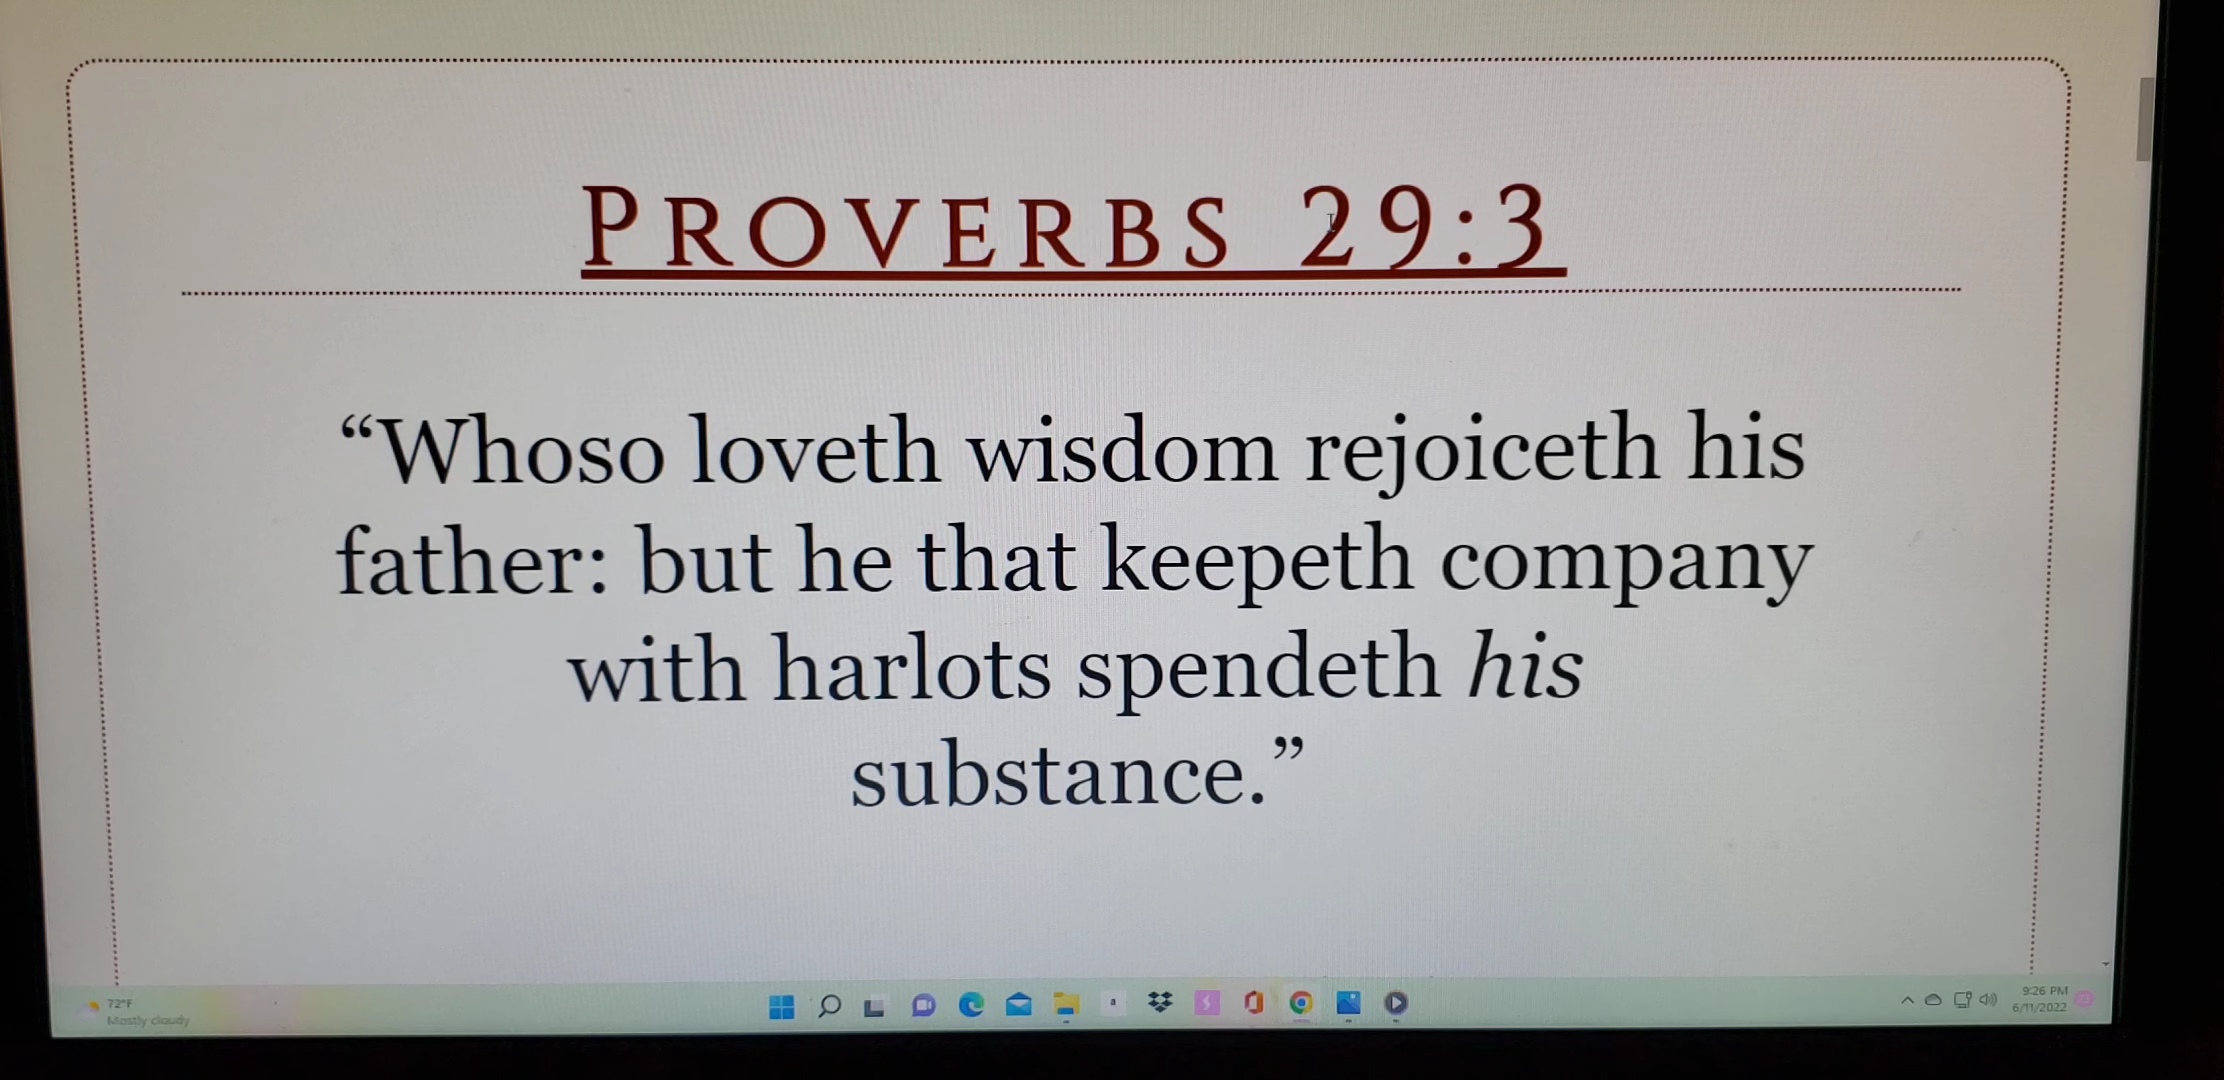 PROVERBS 29:3
“Whoso loveth wisdom rejoiceth his
father: but he that keepeth company
with harlots spendeth his
substance.”
72°F
Mostly cloudy
a
9:26 PM
6/11/2022